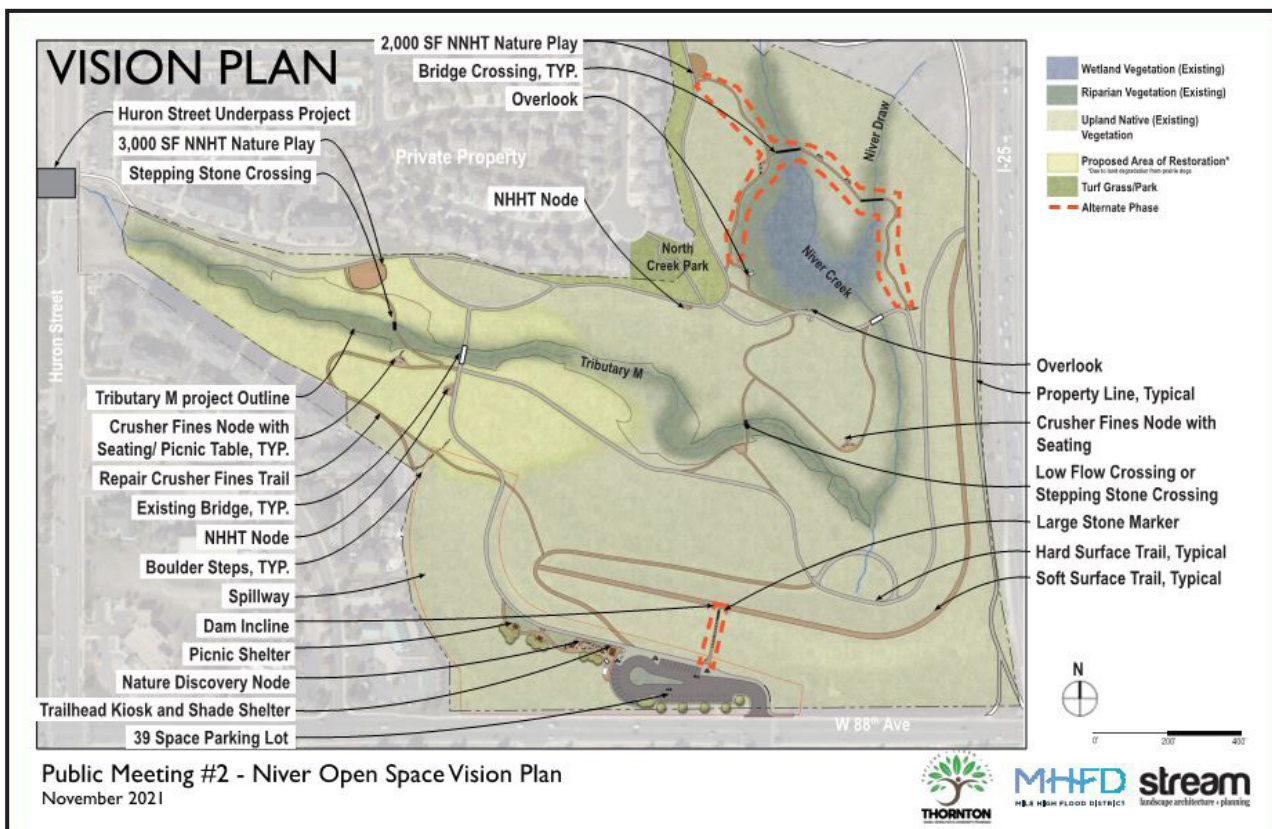 VISION PLAN
2,000 SF NNHT Nature Play
Bridge Crossing, TYP.
Overlook
NHHT Node
Huron Street Underpass Project
3,000 SF NNHT Nature Play
Stepping Stone Crossing
Private Property
North
Creek Park
Niver Draw
Niver Creek
Tributary M
I-25
Huron Street
W 88th Ave
Wetland Vegetation (Existing)
Riparian Vegetation (Existing)
Upland Native (Existing)
Vegetation
Proposed Area of Restoration*
*Due to land degradation from prairie dogs
Turf Grass/Park
Alternate Phase
Tributary M project Outline
Crusher Fines Node with
Seating/ Picnic Table, TYP.
Repair Crusher Fines Trail
Existing Bridge, TYP.
NHHT Node
Boulder Steps, TYP.
Spillway
Dam Incline
Picnic Shelter
Nature Discovery Node
Trailhead Kiosk and Shade Shelter
39 Space Parking Lot
Overlook
Property Line, Typical
Crusher Fines Node with
Seating
Low Flow Crossing or
Stepping Stone Crossing
Large Stone Marker
Hard Surface Trail, Typical
Soft Surface Trail, Typical
N
0' 200' 400'
Public Meeting #2 - Niver Open Space Vision Plan
November 2021
THORNTON
MHFD
MILE HIGH FLOOD DISTRICT
stream
landscape architecture + planning